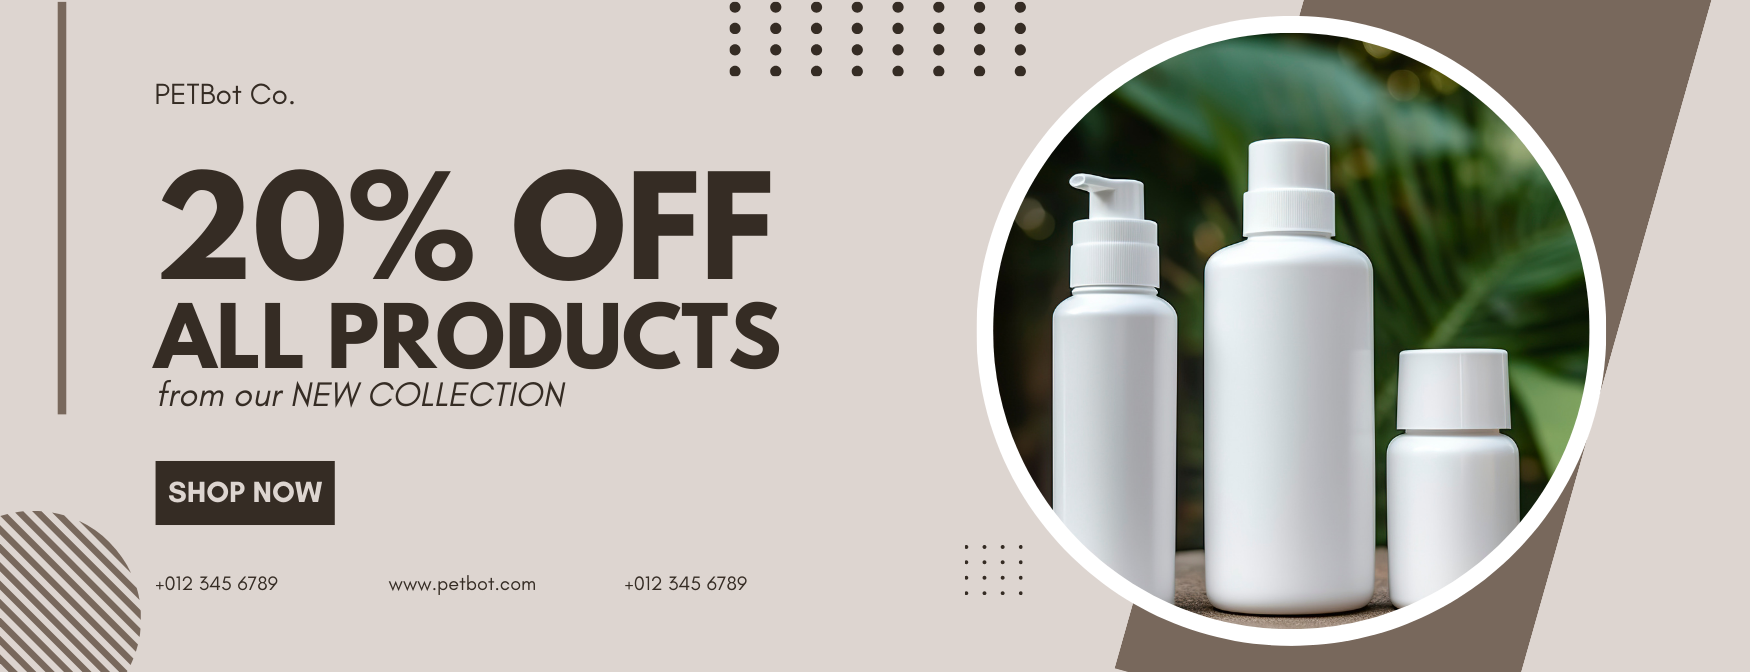 PETBot Co.
20% OFF
ALL PRODUCTS
from our NEW COLLECTION
SHOP NOW
+012 345 6789
www.petbot.com
+012 345 6789